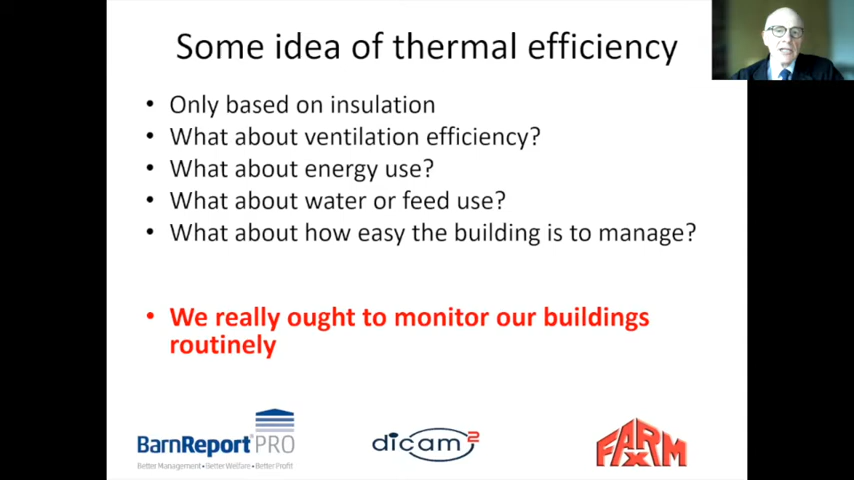 Some idea of thermal efficiency
• Only based on insulation
• What about ventilation efficiency?
• What about energy use?
• What about water or feed use?
• What about how easy the building is to manage?
• We really ought to monitor our buildings
routinely
BarnReport PRO
Better Management • Better Welfare • Better Profit
dicam2
FARMX